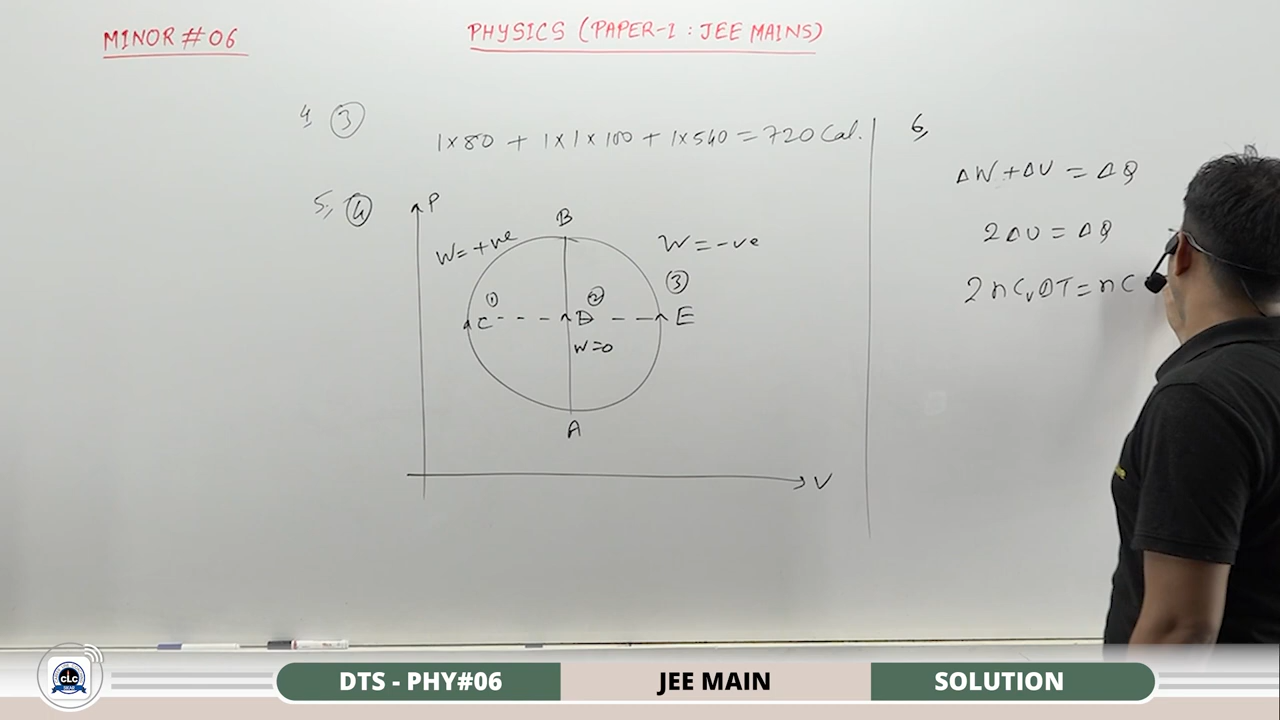 MINOR # 06
PHYSICS (PAPER-1 : JEE MAINS)
4 ③
1×80 + 1×1×100 + 1×540 = 720 Cal.
5, ④
P
B
W=+ve
W=-ve
① ② ③
C D E
W=0
A
V
6,
ΔW+ΔU = ΔQ
2ΔU = ΔQ
2nCvΔT=nC
CLC
DTS - PHY#06
JEE MAIN
SOLUTION